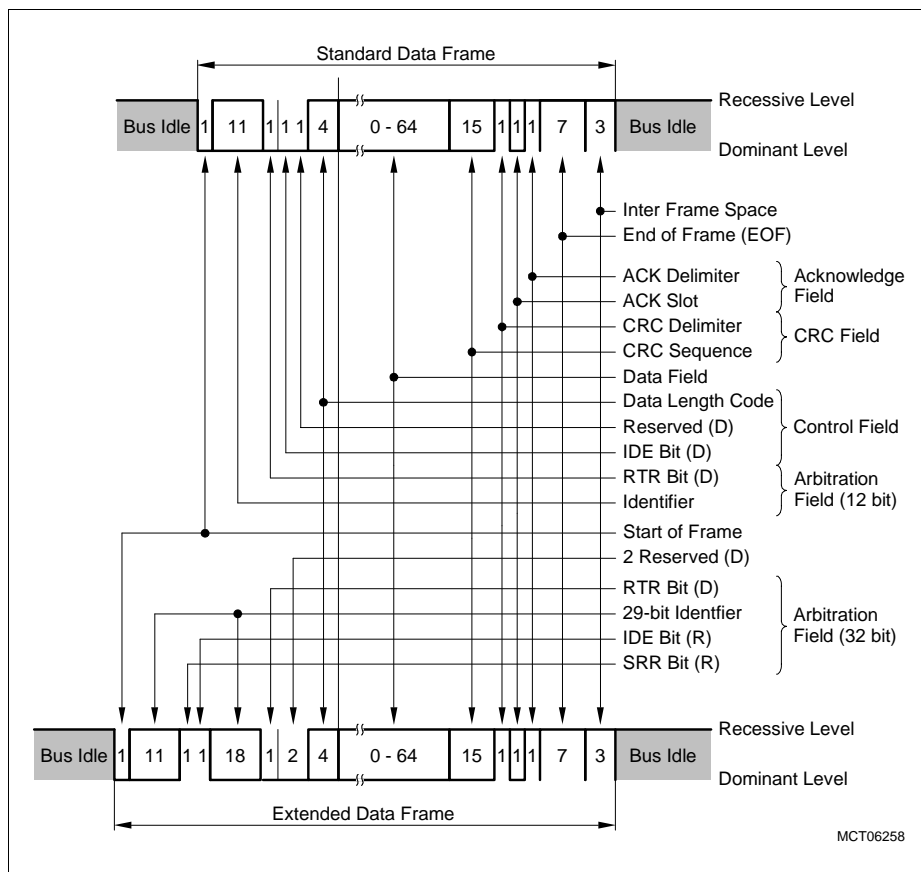 Standard Data Frame
Recessive Level
Bus Idle 1 11 1 1 1 4 0 - 64 15 1 1 1 7 3 Bus Idle
Dominant Level
Inter Frame Space
End of Frame (EOF)
ACK Delimiter
Acknowledge
Field
ACK Slot
CRC Delimiter
CRC Field
CRC Sequence
Data Field
Data Length Code
Reserved (D)
Control Field
IDE Bit (D)
RTR Bit (D)
Arbitration
Field (12 bit)
Identifier
Start of Frame
2 Reserved (D)
RTR Bit (D)
29-bit Identfier
Arbitration
Field (32 bit)
IDE Bit (R)
SRR Bit (R)
Recessive Level
Bus Idle 1 11 1 1 18 1 2 4 0 - 64 15 1 1 1 7 3 Bus Idle
Dominant Level
Extended Data Frame
MCT06258